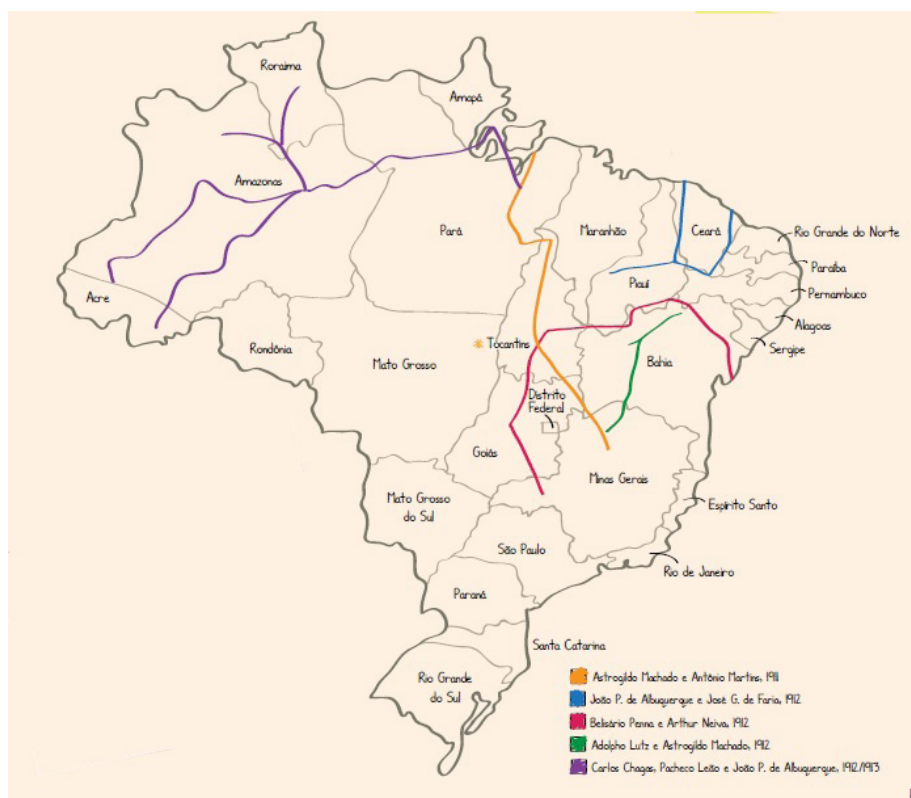 Roraima
Amapá
Amazonas
Pará
Maranhão
Ceará
Rio Grande do Norte
Paraíba
Piauí
Pernambuco
Acre
Alagoas
Sergipe
Rondônia
Tocantins
Mato Grosso
Bahia
Distrito
Federal
Goiás
Minas Gerais
Mato Grosso
do Sul
Espírito Santo
São Paulo
Rio de Janeiro
Paraná
Santa Catarina
Rio Grande
do Sul
Astrogildo Machado e Antônio Martins, 1911
João P. de Albuquerque e José G. de Faria, 1912
Belisário Penna e Arthur Neiva, 1912
Adolpho Lutz e Astrogildo Machado, 1912
Carlos Chagas, Pacheco Leão e João P. de Albuquerque, 1912/1913